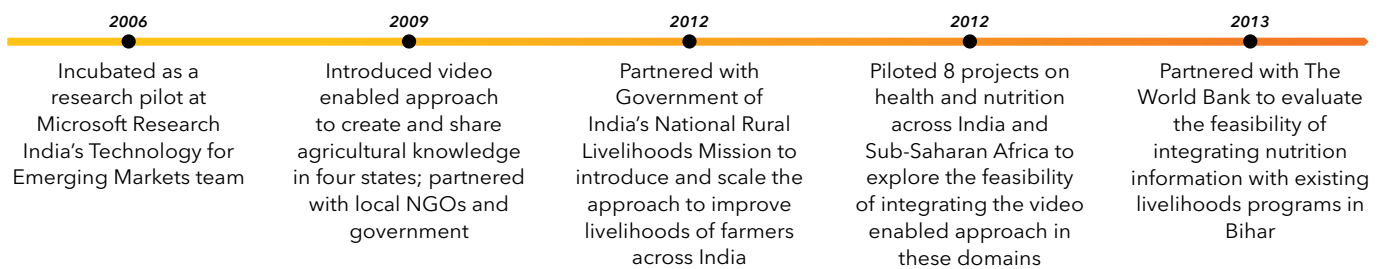 2006
Incubated as a
research pilot at
Microsoft Research
India's Technology for
Emerging Markets team
2009
Introduced video
enabled approach
to create and share
agricultural knowledge
in four states; partnered
with local NGOs and
government
2012
Partnered with
Government of
India's National Rural
Livelihoods Mission to
introduce and scale the
approach to improve
livelihoods of farmers
across India
2012
Piloted 8 projects on
health and nutrition
across India and
Sub-Saharan Africa to
explore the feasibility
of integrating the video
enabled approach in
these domains
2013
Partnered with The
World Bank to evaluate
the feasibility of
integrating nutrition
information with existing
livelihoods programs in
Bihar